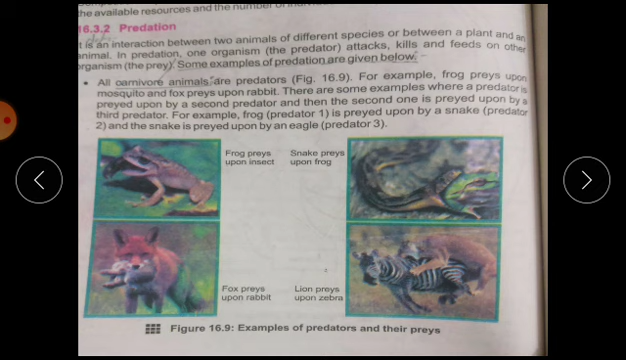 the available resources and the number of
16.3.2 Predation
It is an interaction between two animals of different species or between a plant and an
animal. In predation, one organism (the predator) attacks, kills and feeds on other
organism (the prey). Some examples of predation are given below.
• All carnivore animals are predators (Fig. 16.9). For example, frog preys upon
mosquito and fox preys upon rabbit. There are some examples where a predator is
preyed upon by a second predator and then the second one is preyed upon by a
third predator. For example, frog (predator 1) is preyed upon by a snake (predator
2) and the snake is preyed upon by an eagle (predator 3).
Frog preys
upon insect
Snake preys
upon frog
Fox preys
upon rabbit
Lion preys
upon zebra
Figure 16.9: Examples of predators and their preys